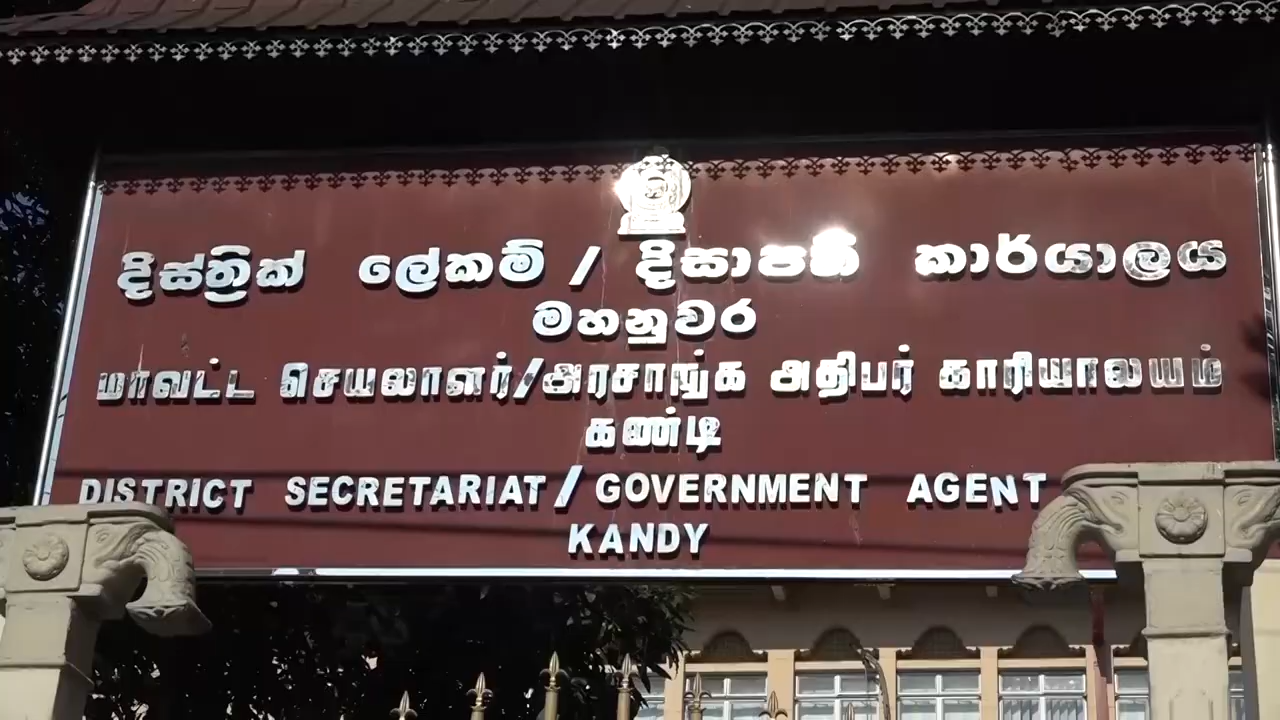 දිස්ත්‍රික් ලේකම් / දිසාපති කාර්යාලය
මහනුවර
மாவட்ட செயலாளர்/அரசாங்க அதிபர் காரியாலயம்
கண்டி
DISTRICT SECRETARIAT/GOVERNMENT AGENT
KANDY